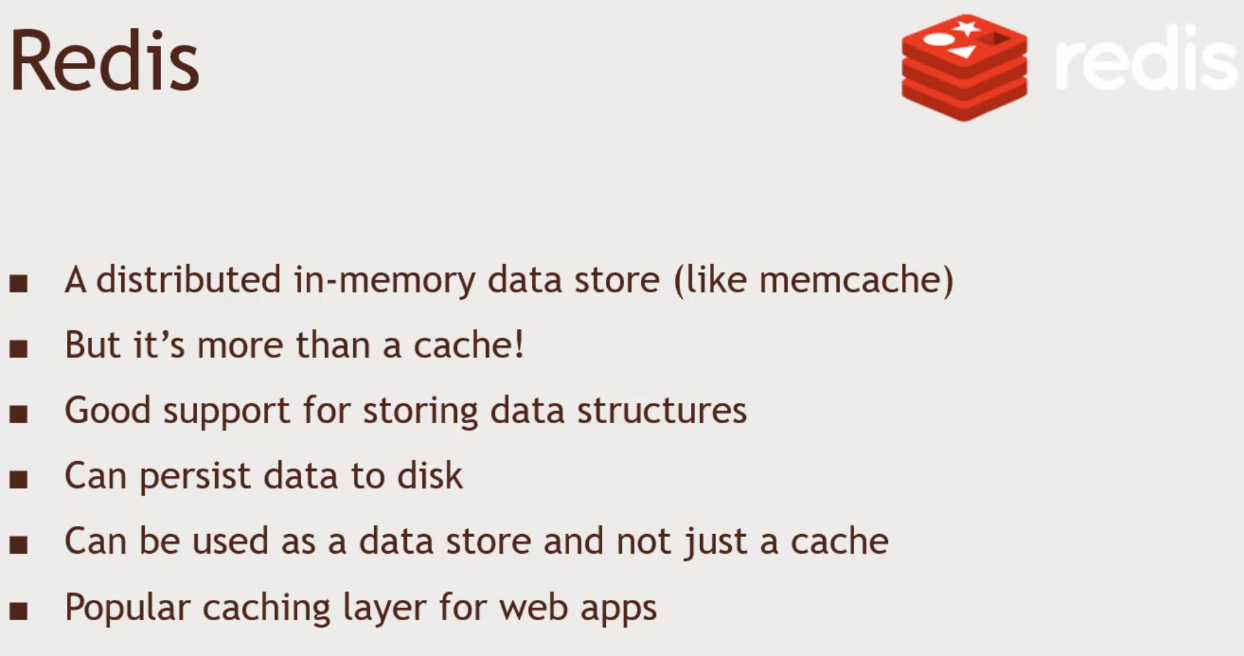 Redis
redis
■ A distributed in-memory data store (like memcache)
■ But it’s more than a cache!
■ Good support for storing data structures
■ Can persist data to disk
■ Can be used as a data store and not just a cache
■ Popular caching layer for web apps